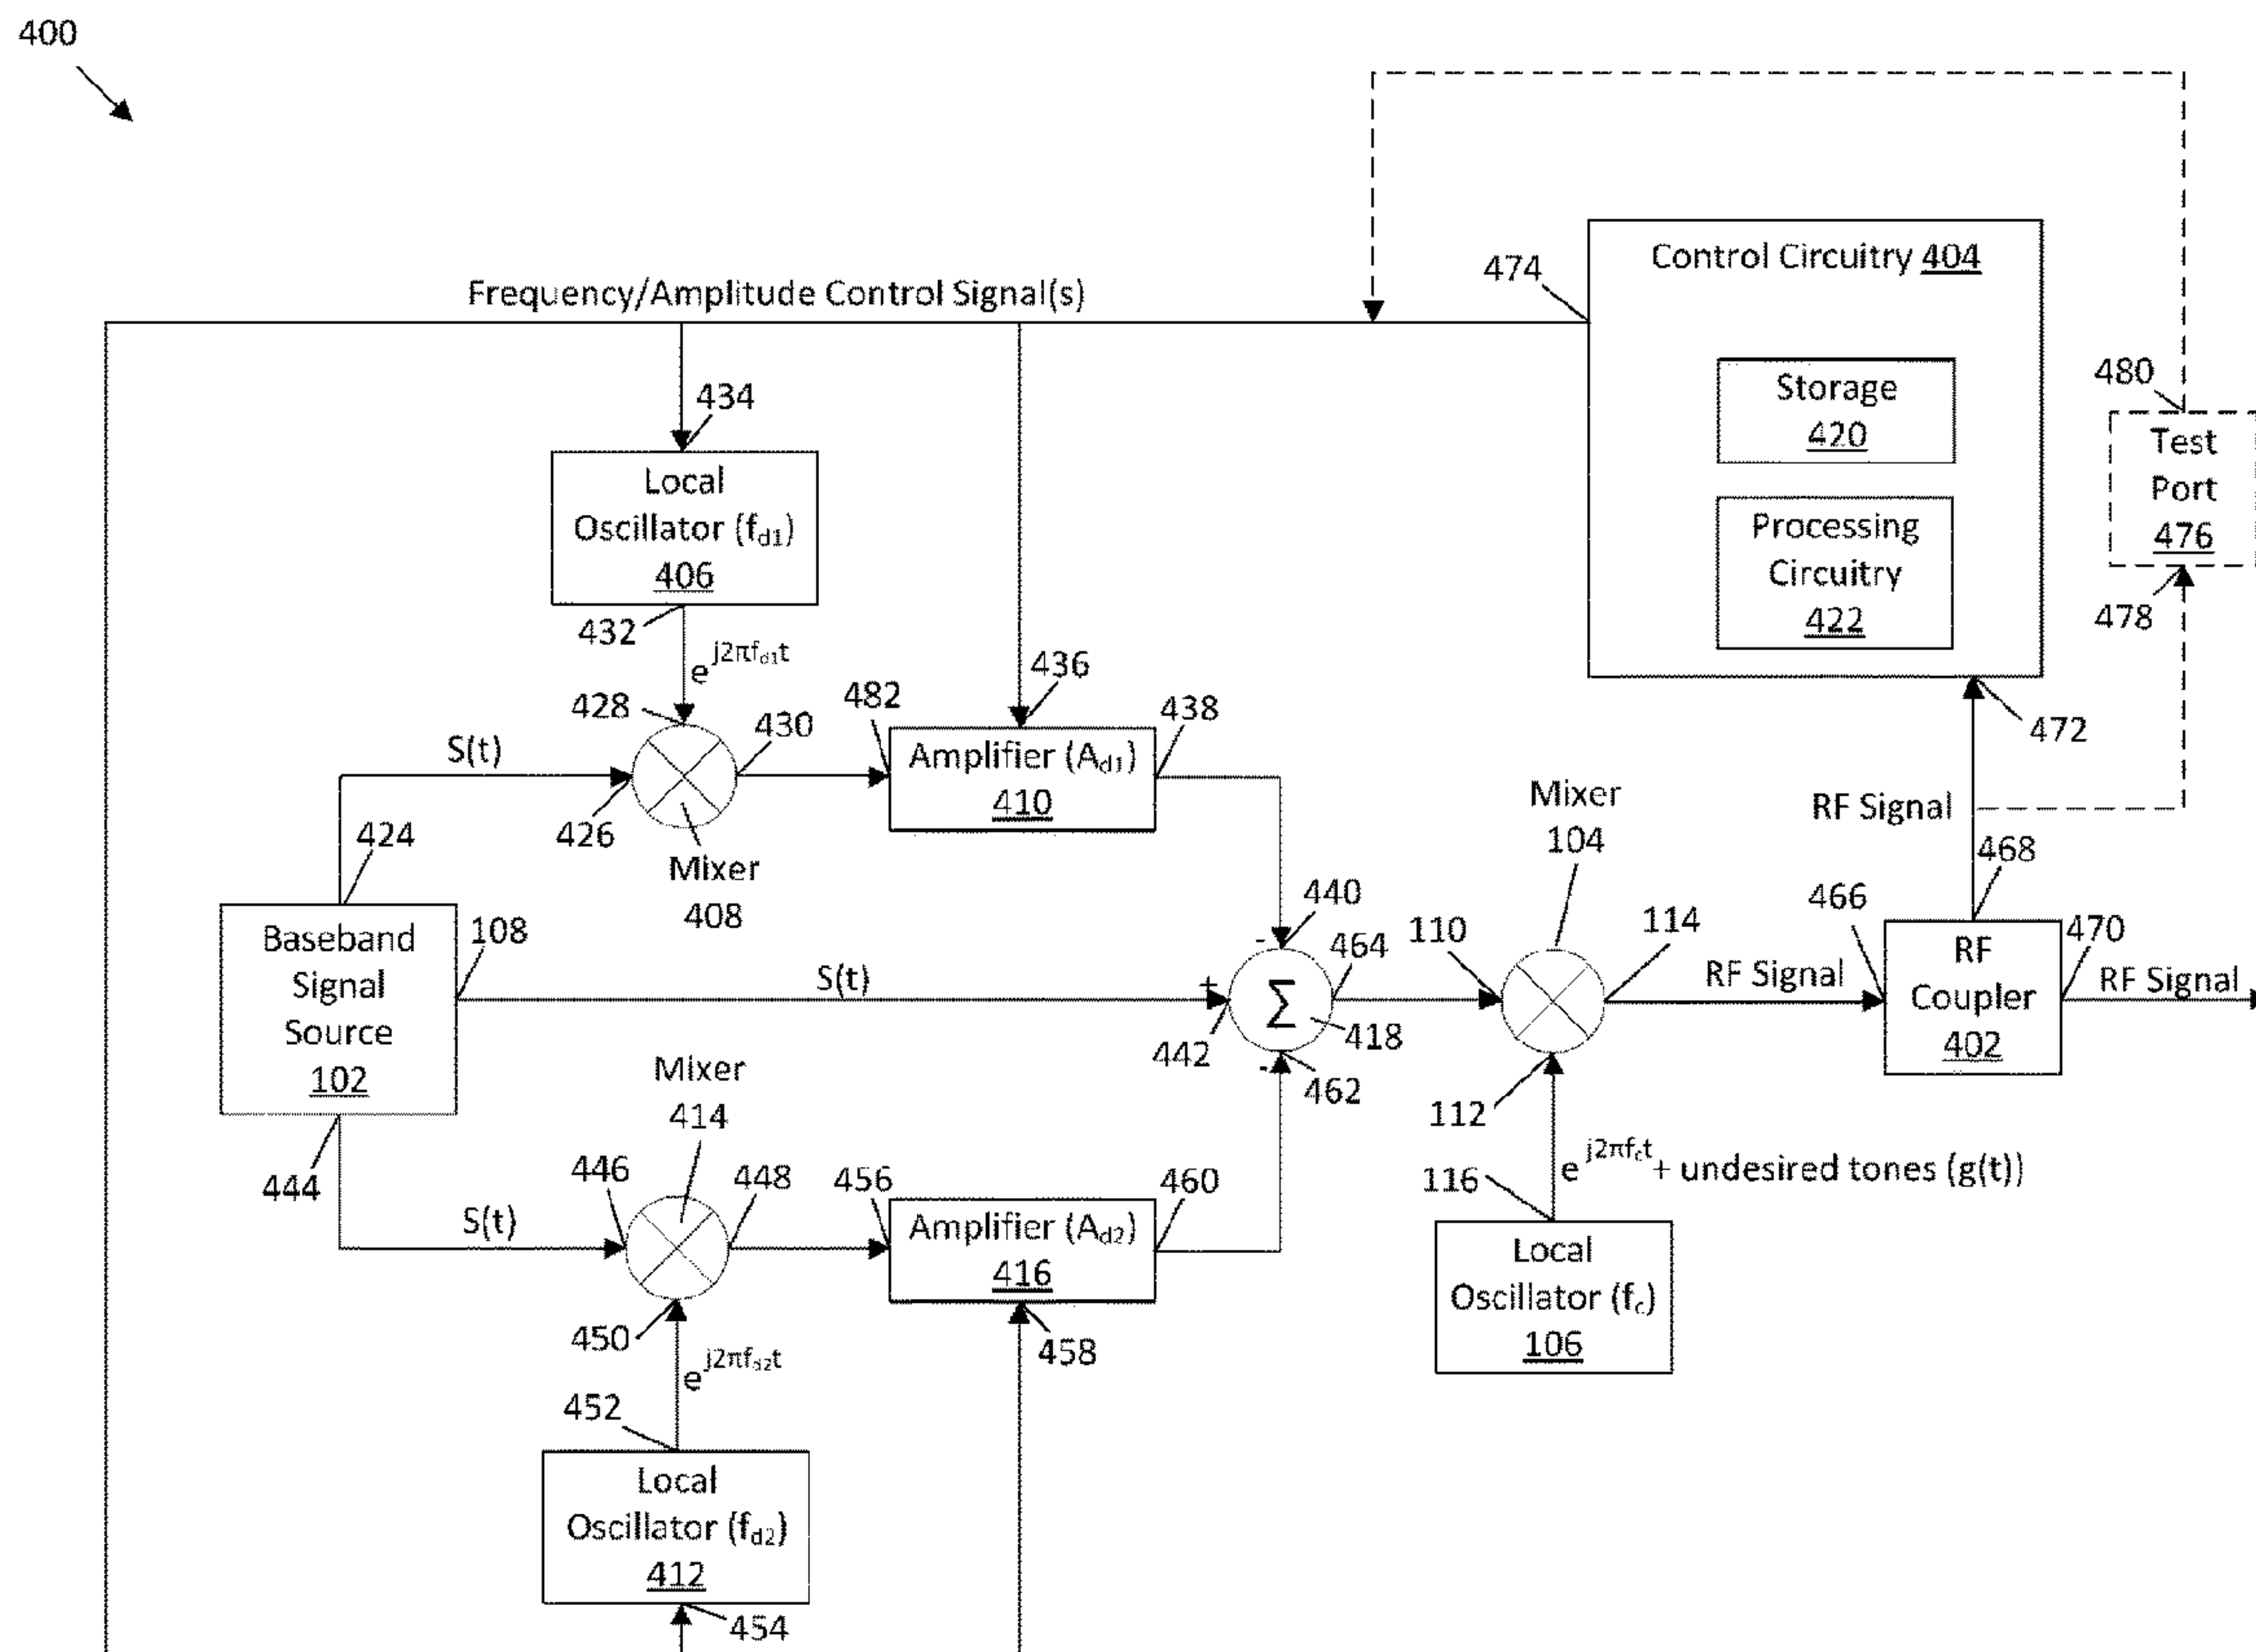 400
Frequency/Amplitude Control Signal(s)
474
Control Circuitry 404
Storage
420
Processing
Circuitry
422
480
Test
Port
476
478
472
434
Local
Oscillator (fd1)
406
432
e^j2πfd1t
428
430
482
436
438
S(t)
426
Mixer
408
Amplifier (Ad1)
410
424
Baseband
Signal
Source
102
108
S(t)
444
440
-
+
442
Σ
464
418
-
462
110
Mixer
104
114
112
RF Signal
466
468
RF Signal
RF
Coupler
402
470
RF Signal
S(t)
446
Mixer
414
448
450
456
Amplifier (Ad2)
416
460
458
e^j2πfd2t
452
Local
Oscillator (fd2)
412
454
116
e^j2πfct + undesired tones (g(t))
Local
Oscillator (fc)
106